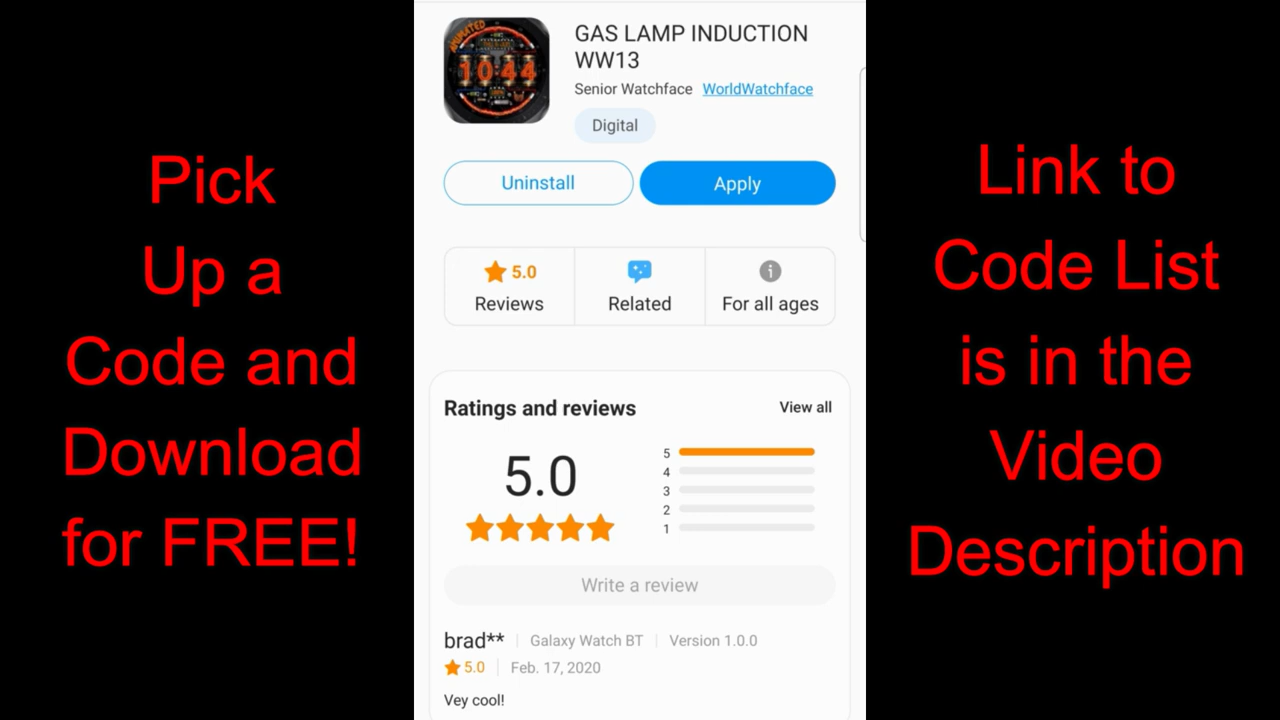 Pick
Up a
Code and
Download
for FREE!
ANIMATED
10:44
GAS LAMP INDUCTION
WW13
Senior Watchface WorldWatchface
Digital
Uninstall Apply
5.0
Reviews Related For all ages
Ratings and reviews View all
5.0
5
4
3
2
1
Write a review
brad** Galaxy Watch BT Version 1.0.0
5.0 Feb. 17, 2020
Vey cool!
Link to
Code List
is in the
Video
Description